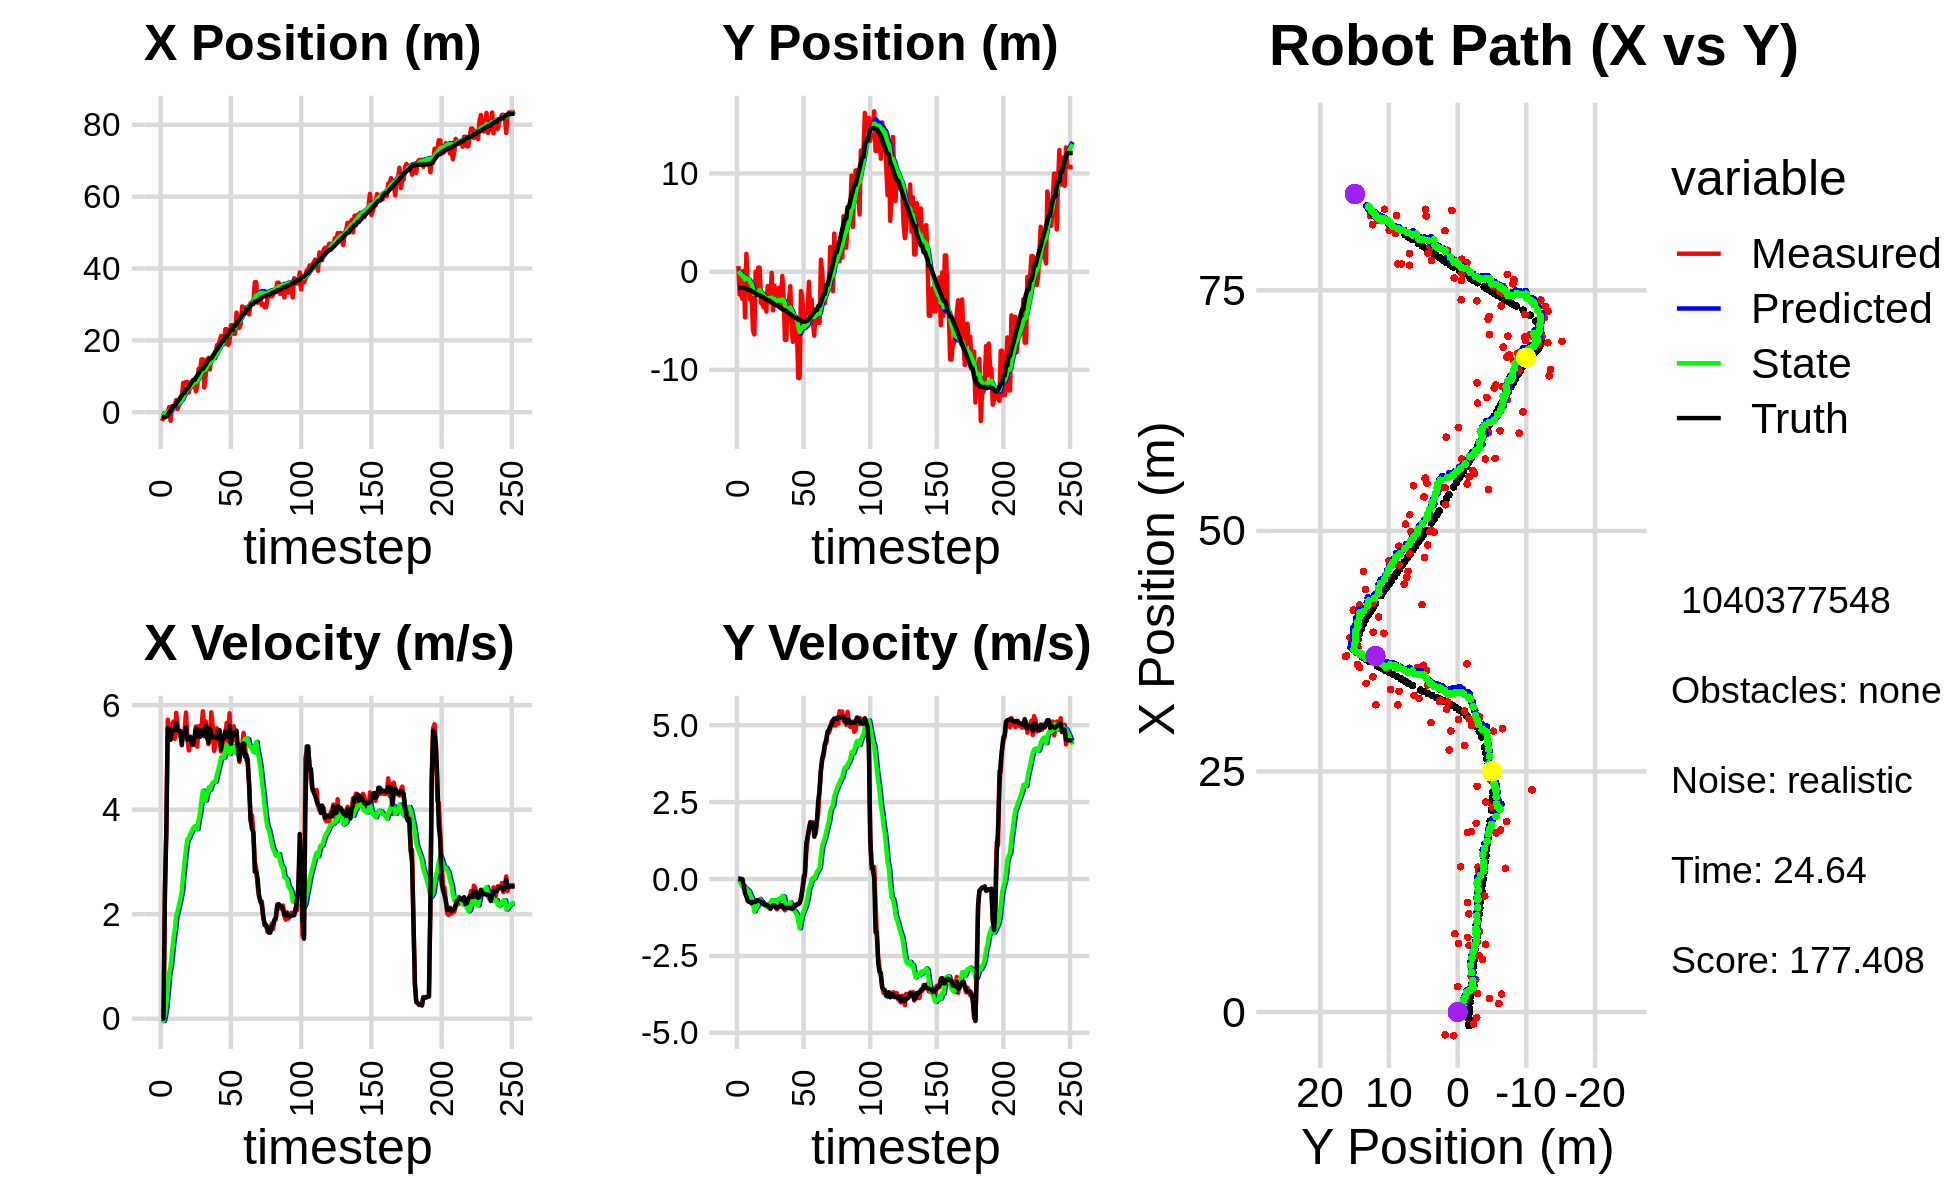 X Position (m)
80
60
40
20
0
0 50 100 150 200 250
timestep
Y Position (m)
10
0
-10
0 50 100 150 200 250
timestep
X Velocity (m/s)
6
4
2
0
0 50 100 150 200 250
timestep
Y Velocity (m/s)
5.0
2.5
0.0
-2.5
-5.0
0 50 100 150 200 250
timestep
Robot Path (X vs Y)
X Position (m)
75
50
25
0
20 10 0 -10 -20
Y Position (m)
variable
Measured
Predicted
State
Truth
1040377548
Obstacles: none
Noise: realistic
Time: 24.64
Score: 177.408